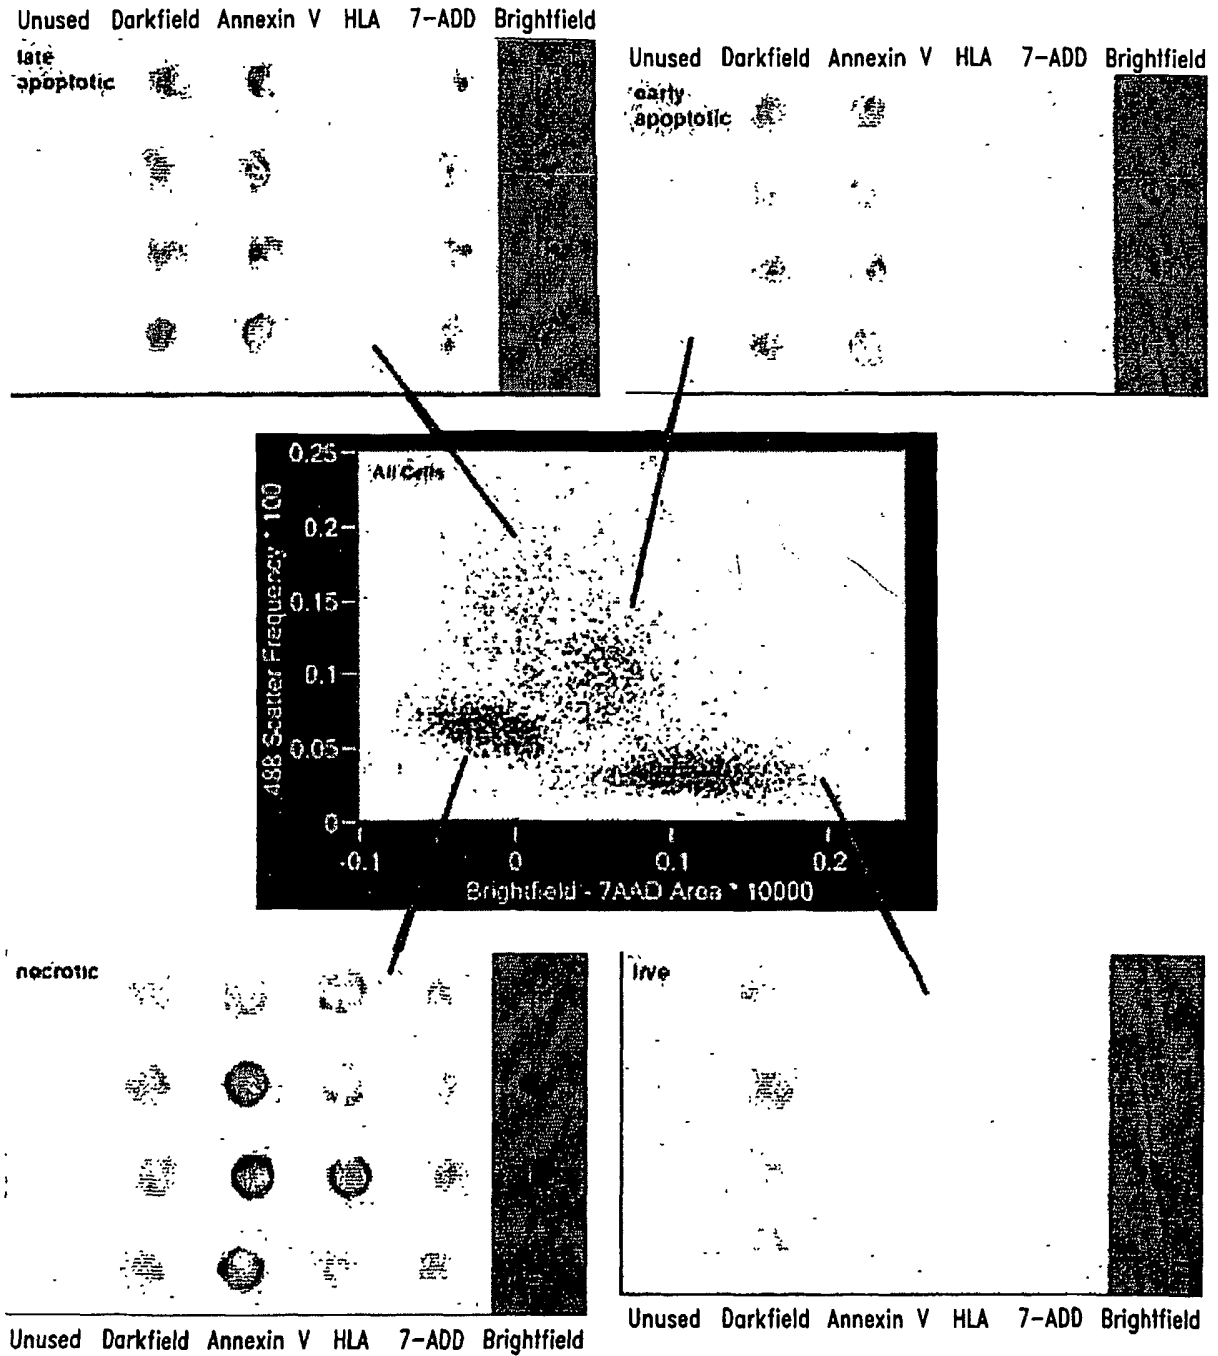 Unused Darkfield Annexin V HLA 7-ADD Brightfield
late
apoptotic
Unused Darkfield Annexin V HLA 7-ADD Brightfield
early
apoptotic
0.25
0.2
0.15
0.1
0.05
0
488 Scatter Frequency * 100
All Cells
-0.1 0 0.1 0.2
Brightfield - 7AAD Area * 10000
necrotic
live
Unused Darkfield Annexin V HLA 7-ADD Brightfield
Unused Darkfield Annexin V HLA 7-ADD Brightfield